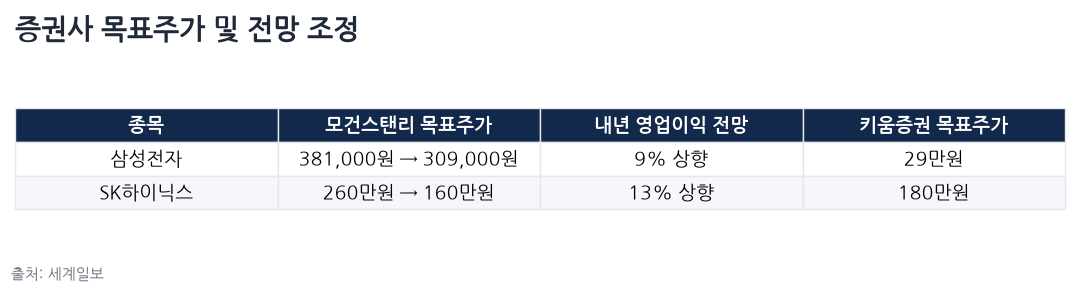 증권사 목표주가 및 전망 조정
종목 모건스탠리 목표주가 내년 영업이익 전망 키움증권 목표주가
삼성전자 381,000원 → 309,000원 9% 상향 29만원
SK하이닉스 260만원 → 160만원 13% 상향 180만원
출처: 세계일보